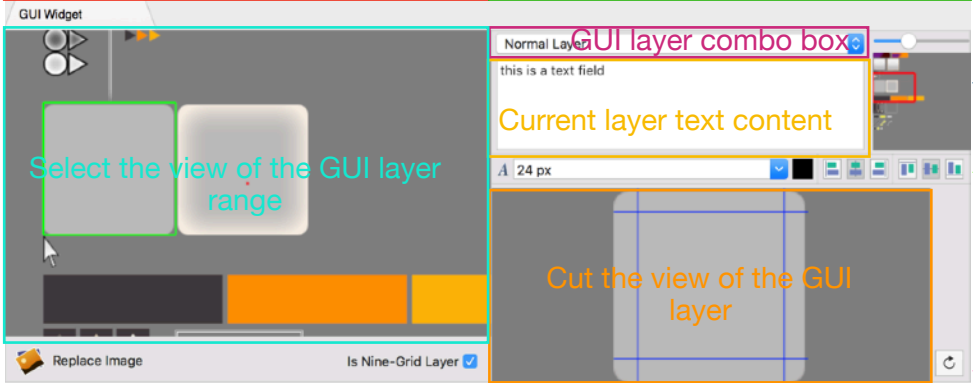 GUI Widget
Normal Layer
GUI layer combo box
this is a text field
Current layer text content
Select the view of the GUI layer
range
A 24 px
Cut the view of the GUI
layer
Replace Image
Is Nine-Grid Layer